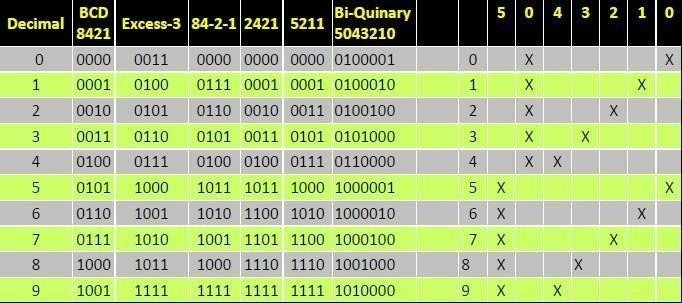 Decimal BCD 8421 Excess-3 84-2-1 2421 5211 Bi-Quinary 5043210 5 0 4 3 2 1 0
0 0000 0011 0000 0000 0000 0100001 0 X X
1 0001 0100 0111 0001 0001 0100010 1 X X
2 0010 0101 0110 0010 0011 0100100 2 X X
3 0011 0110 0101 0011 0101 0101000 3 X X
4 0100 0111 0100 0100 0111 0110000 4 X X
5 0101 1000 1011 1011 1000 1000001 5 X X
6 0110 1001 1010 1100 1010 1000010 6 X X
7 0111 1010 1001 1101 1100 1000100 7 X X
8 1000 1011 1000 1110 1110 1001000 8 X X
9 1001 1111 1111 1111 1111 1010000 9 X X